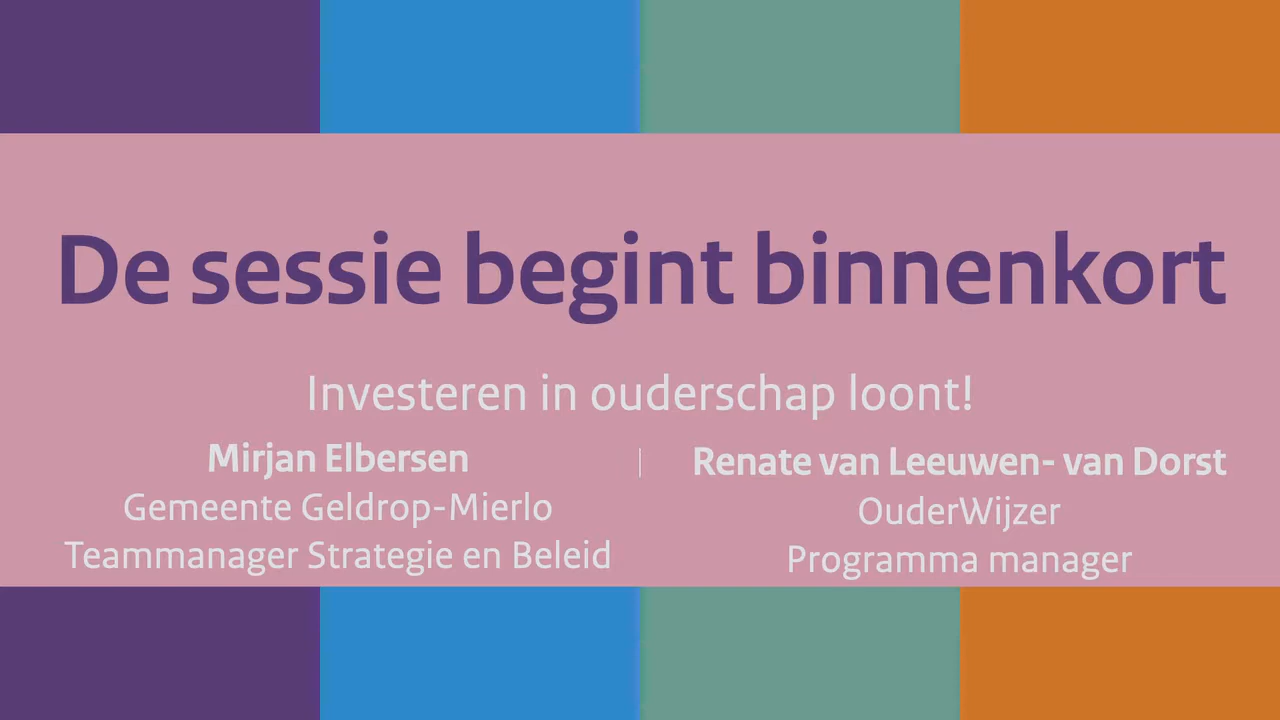 De sessie begint binnenkort
Investeren in ouderschap loont!
Mirjan Elbersen
Gemeente Geldrop-Mierlo
Teammanager Strategie en Beleid
Renate van Leeuwen- van Dorst
OuderWijzer
Programma manager